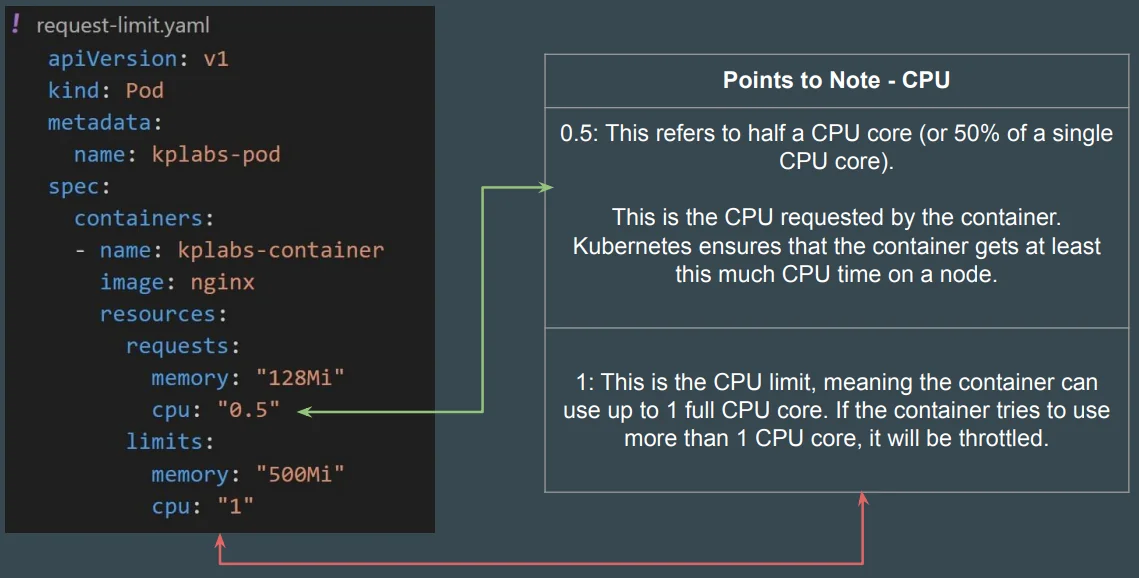 ! request-limit.yaml
apiVersion: v1
kind: Pod
metadata:
  name: kplabs-pod
spec:
  containers:
  - name: kplabs-container
    image: nginx
    resources:
      requests:
        memory: "128Mi"
        cpu: "0.5"
      limits:
        memory: "500Mi"
        cpu: "1"
Points to Note - CPU
0.5: This refers to half a CPU core (or 50% of a single
CPU core).
This is the CPU requested by the container.
Kubernetes ensures that the container gets at least
this much CPU time on a node.
1: This is the CPU limit, meaning the container can
use up to 1 full CPU core. If the container tries to use
more than 1 CPU core, it will be throttled.